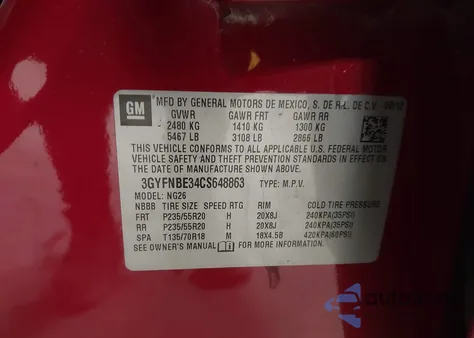 GM
MFD BY GENERAL MOTORS DE MEXICO, S. DE R.L. DE C.V.
GVWR GAWR FRT GAWR RR
2480 KG 1410 KG 1300 KG
5467 LB 3108 LB 2866 LB
THIS VEHICLE CONFORMS TO ALL APPLICABLE U.S. FEDERAL MOTOR
VEHICLE SAFETY AND THEFT PREVENTION STANDARDS IN EFFECT ON
THE DATE OF MANUFACTURE SHOWN ABOVE.
3GYFNBE34CS648863 TYPE: M.P.V.
MODEL: NG26
NBBB TIRE SIZE SPEED RTG RIM COLD TIRE PRESSURE
FRT P235/55R20 H 20X8J 240KPA(35PSI)
RR P235/55R20 H 20X8J 240KPA(35PSI)
SPA T135/70R18 M 18X4.5B 420KPA(60PSI)
SEE OWNER'S MANUAL FOR MORE INFORMATION.